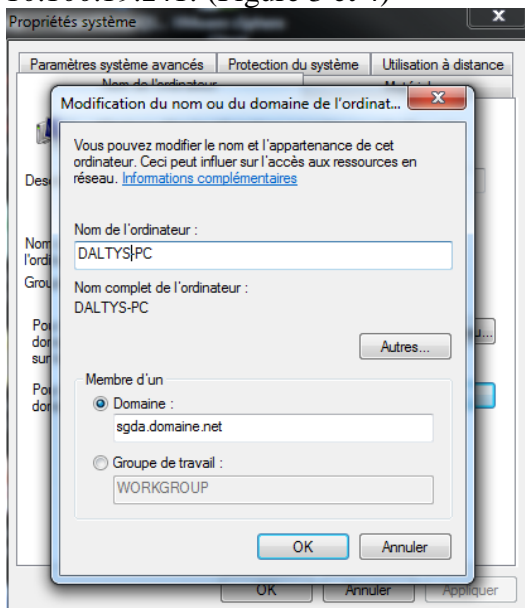 Propriétés système
Paramètres système avancés Protection du système Utilisation à distance
Nom de l'ordinateur
Modification du nom ou du domaine de l'ordinat...
Vous pouvez modifier le nom et l'appartenance de cet
ordinateur. Ceci peut influer sur l'accès aux ressources en
réseau. Informations complémentaires
Nom de l'ordinateur :
DALTYS-PC
Nom complet de l'ordinateur :
DALTYS-PC
Autres...
Membre d'un
Domaine :
sgda.domaine.net
Groupe de travail :
WORKGROUP
OK Annuler
OK Annuler Appliquer